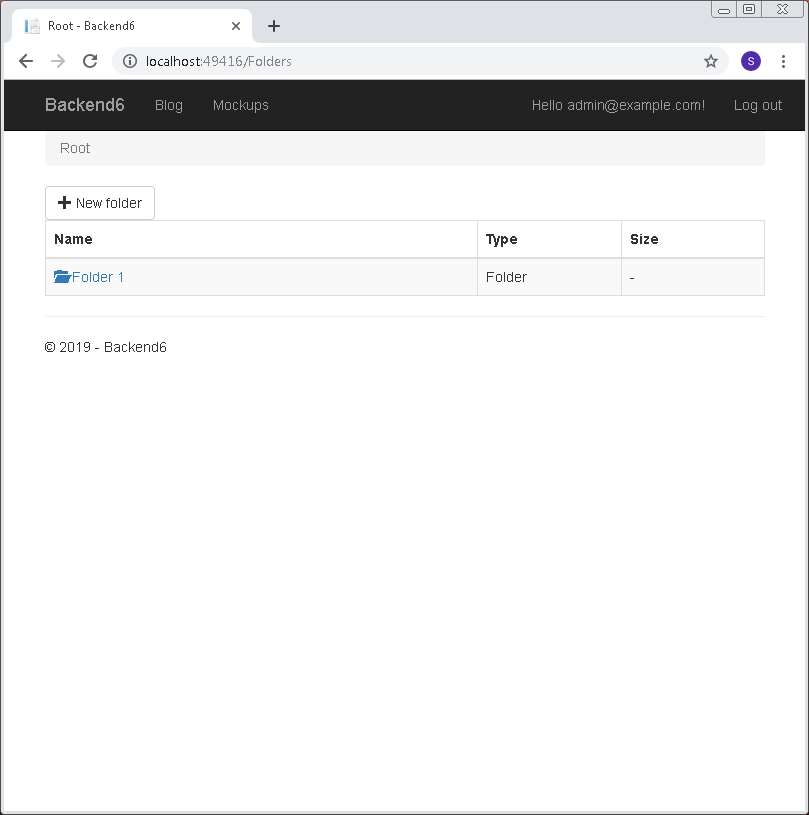 Root - Backend6
localhost:49416/Folders
S
Backend6 Blog Mockups Hello admin@example.com! Log out
Root
New folder
Name Type Size
Folder 1 Folder -
© 2019 - Backend6